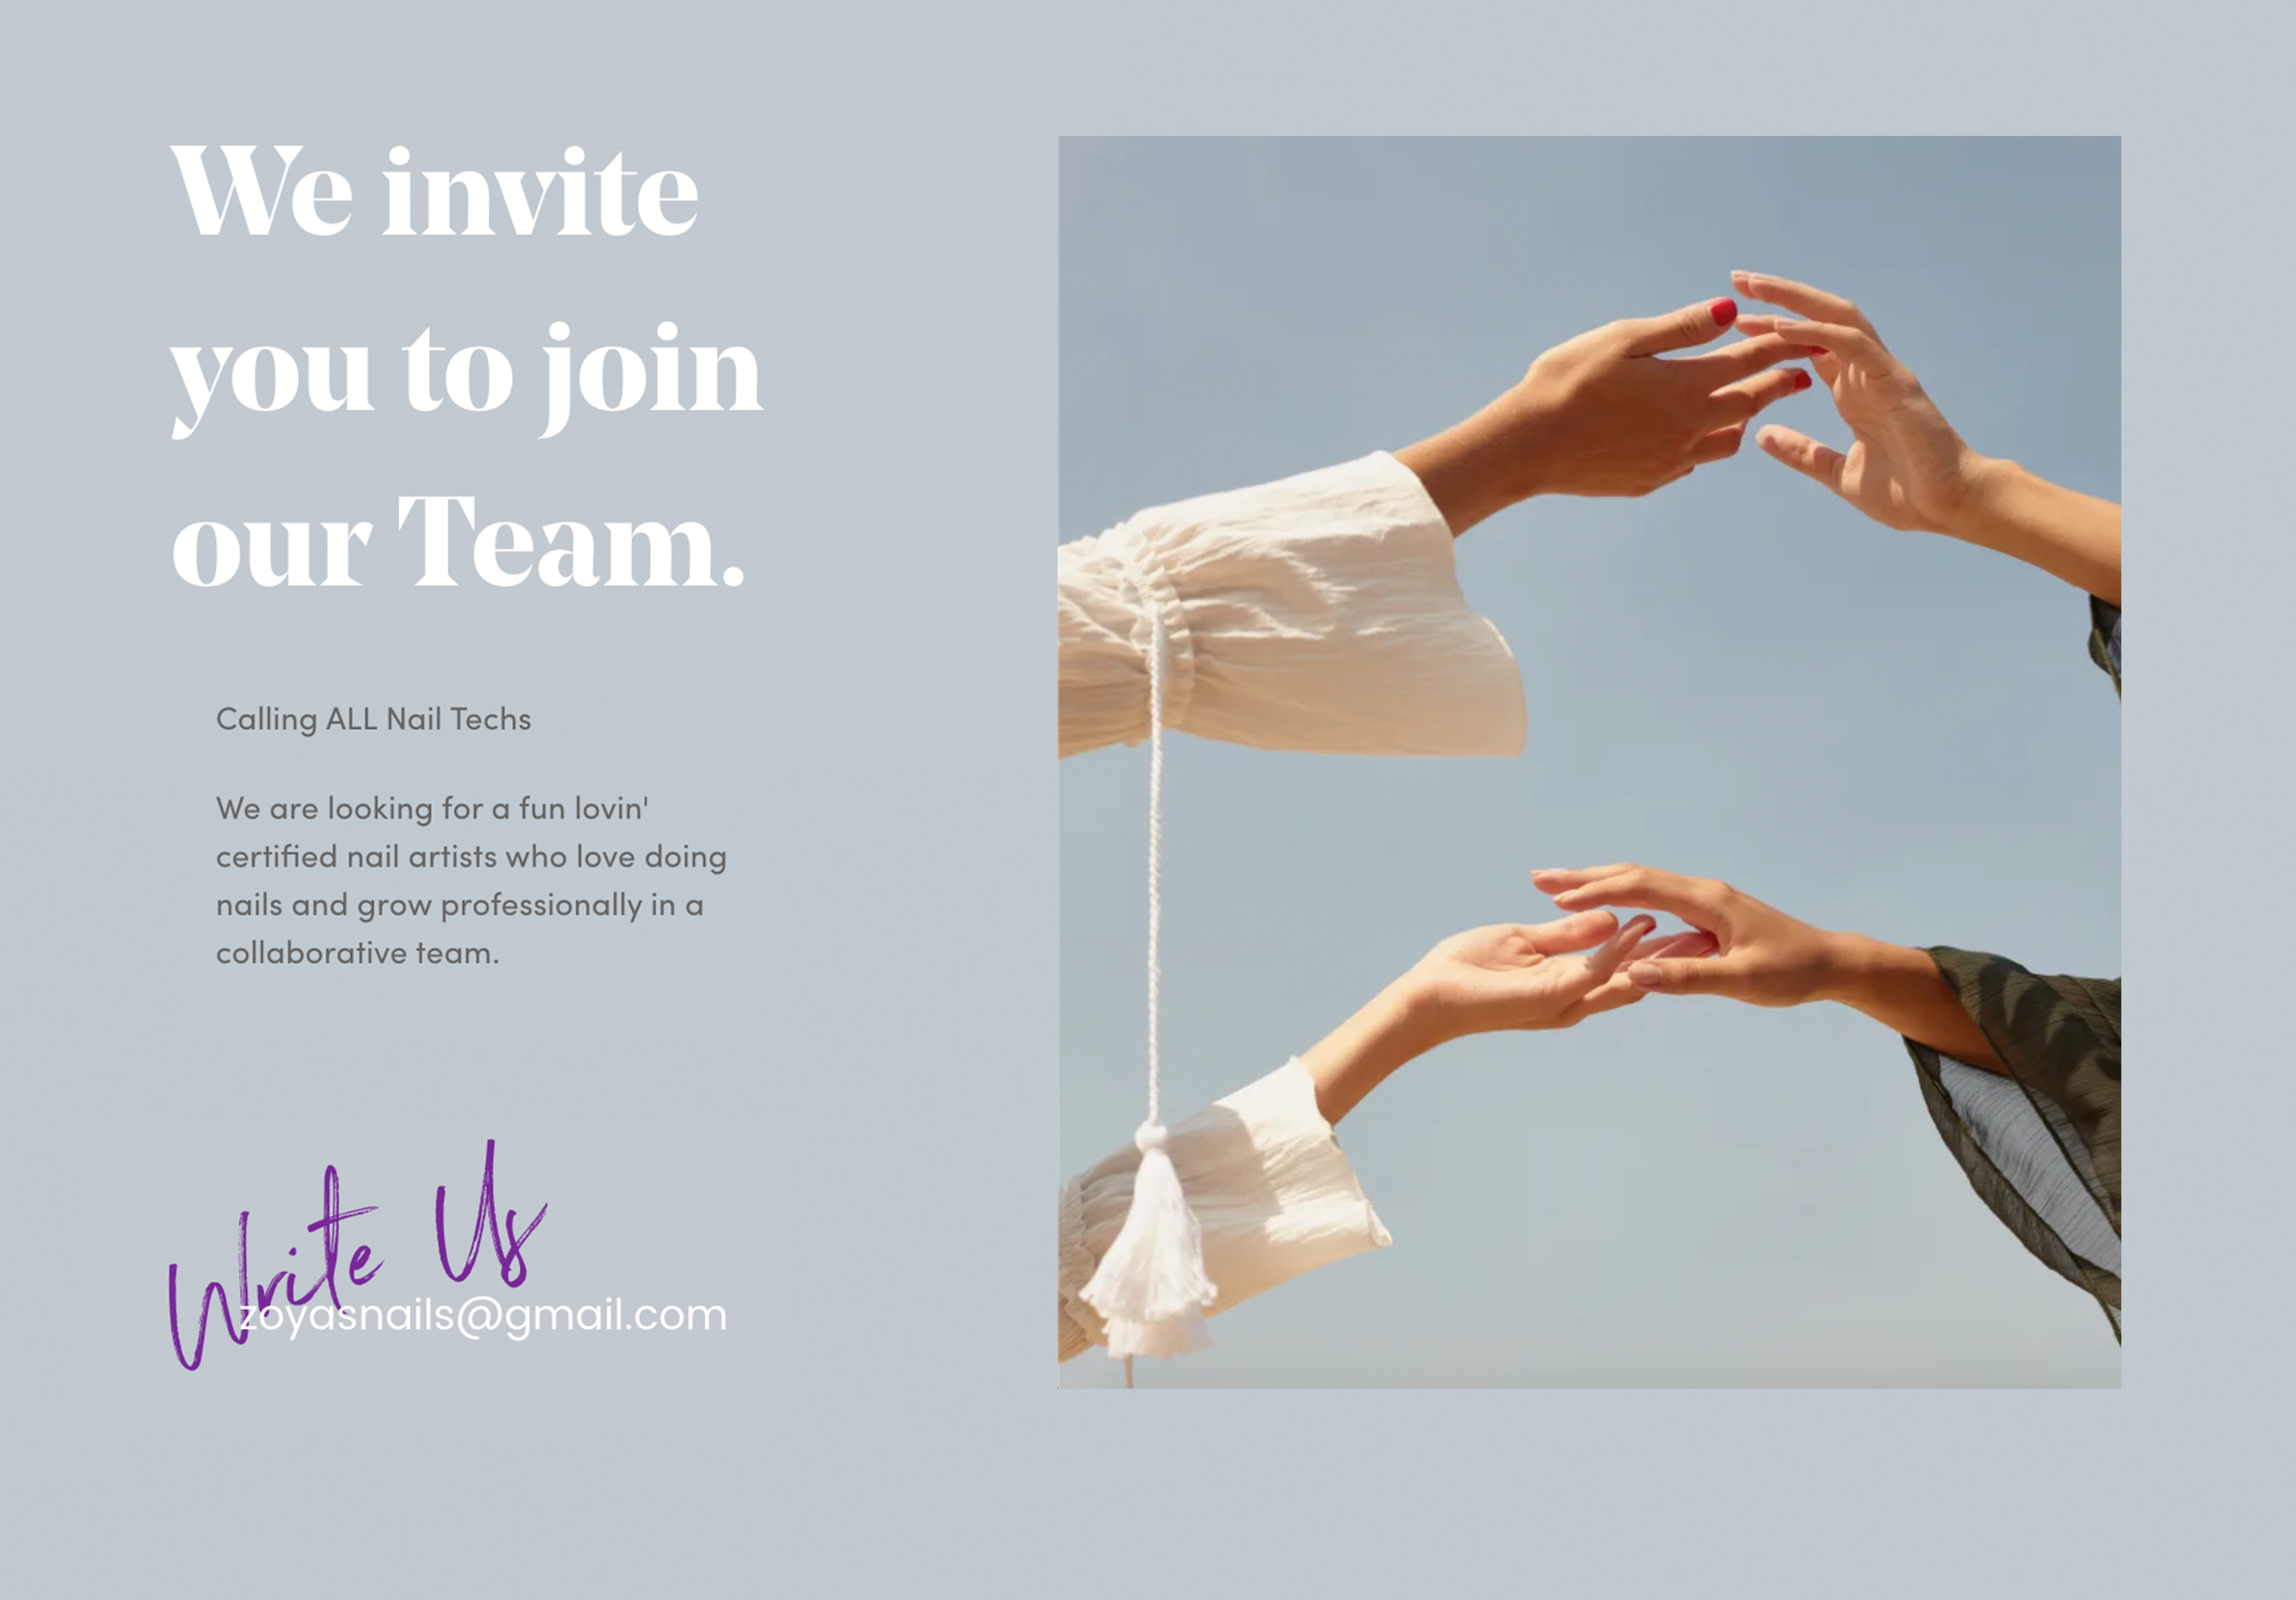 We invite
you to join
our Team.
Calling ALL Nail Techs
We are looking for a fun lovin'
certified nail artists who love doing
nails and grow professionally in a
collaborative team.
Write Us
zoyasnails@gmail.com